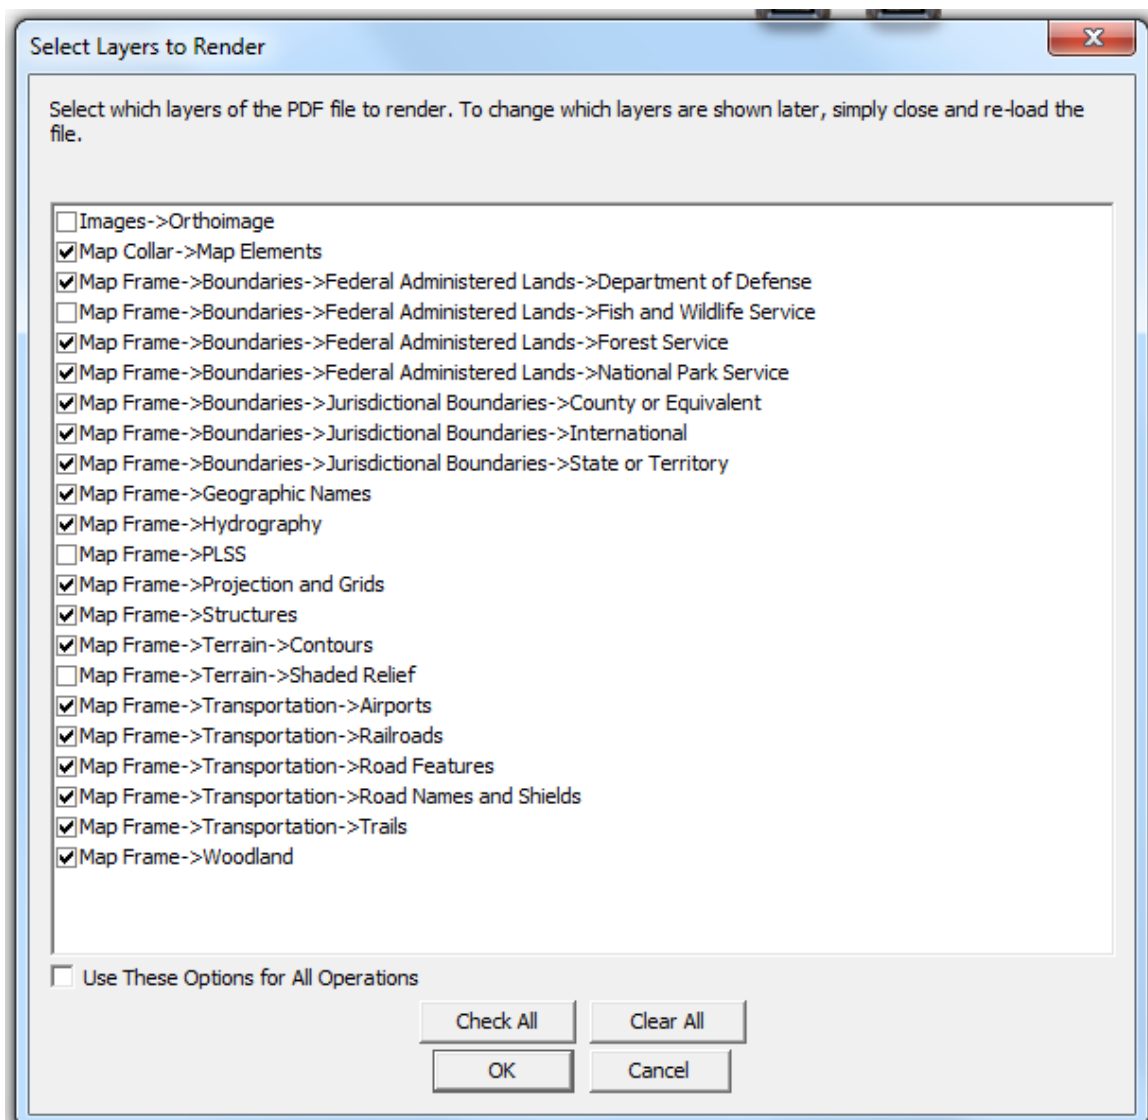 Select Layers to Render
Select which layers of the PDF file to render. To change which layers are shown later, simply close and re-load the
file.
Images->Orthoimage
Map Collar->Map Elements
Map Frame->Boundaries->Federal Administered Lands->Department of Defense
Map Frame->Boundaries->Federal Administered Lands->Fish and Wildlife Service
Map Frame->Boundaries->Federal Administered Lands->Forest Service
Map Frame->Boundaries->Federal Administered Lands->National Park Service
Map Frame->Boundaries->Jurisdictional Boundaries->County or Equivalent
Map Frame->Boundaries->Jurisdictional Boundaries->International
Map Frame->Boundaries->Jurisdictional Boundaries->State or Territory
Map Frame->Geographic Names
Map Frame->Hydrography
Map Frame->PLSS
Map Frame->Projection and Grids
Map Frame->Structures
Map Frame->Terrain->Contours
Map Frame->Terrain->Shaded Relief
Map Frame->Transportation->Airports
Map Frame->Transportation->Railroads
Map Frame->Transportation->Road Features
Map Frame->Transportation->Road Names and Shields
Map Frame->Transportation->Trails
Map Frame->Woodland
Use These Options for All Operations
Check All Clear All
OK Cancel